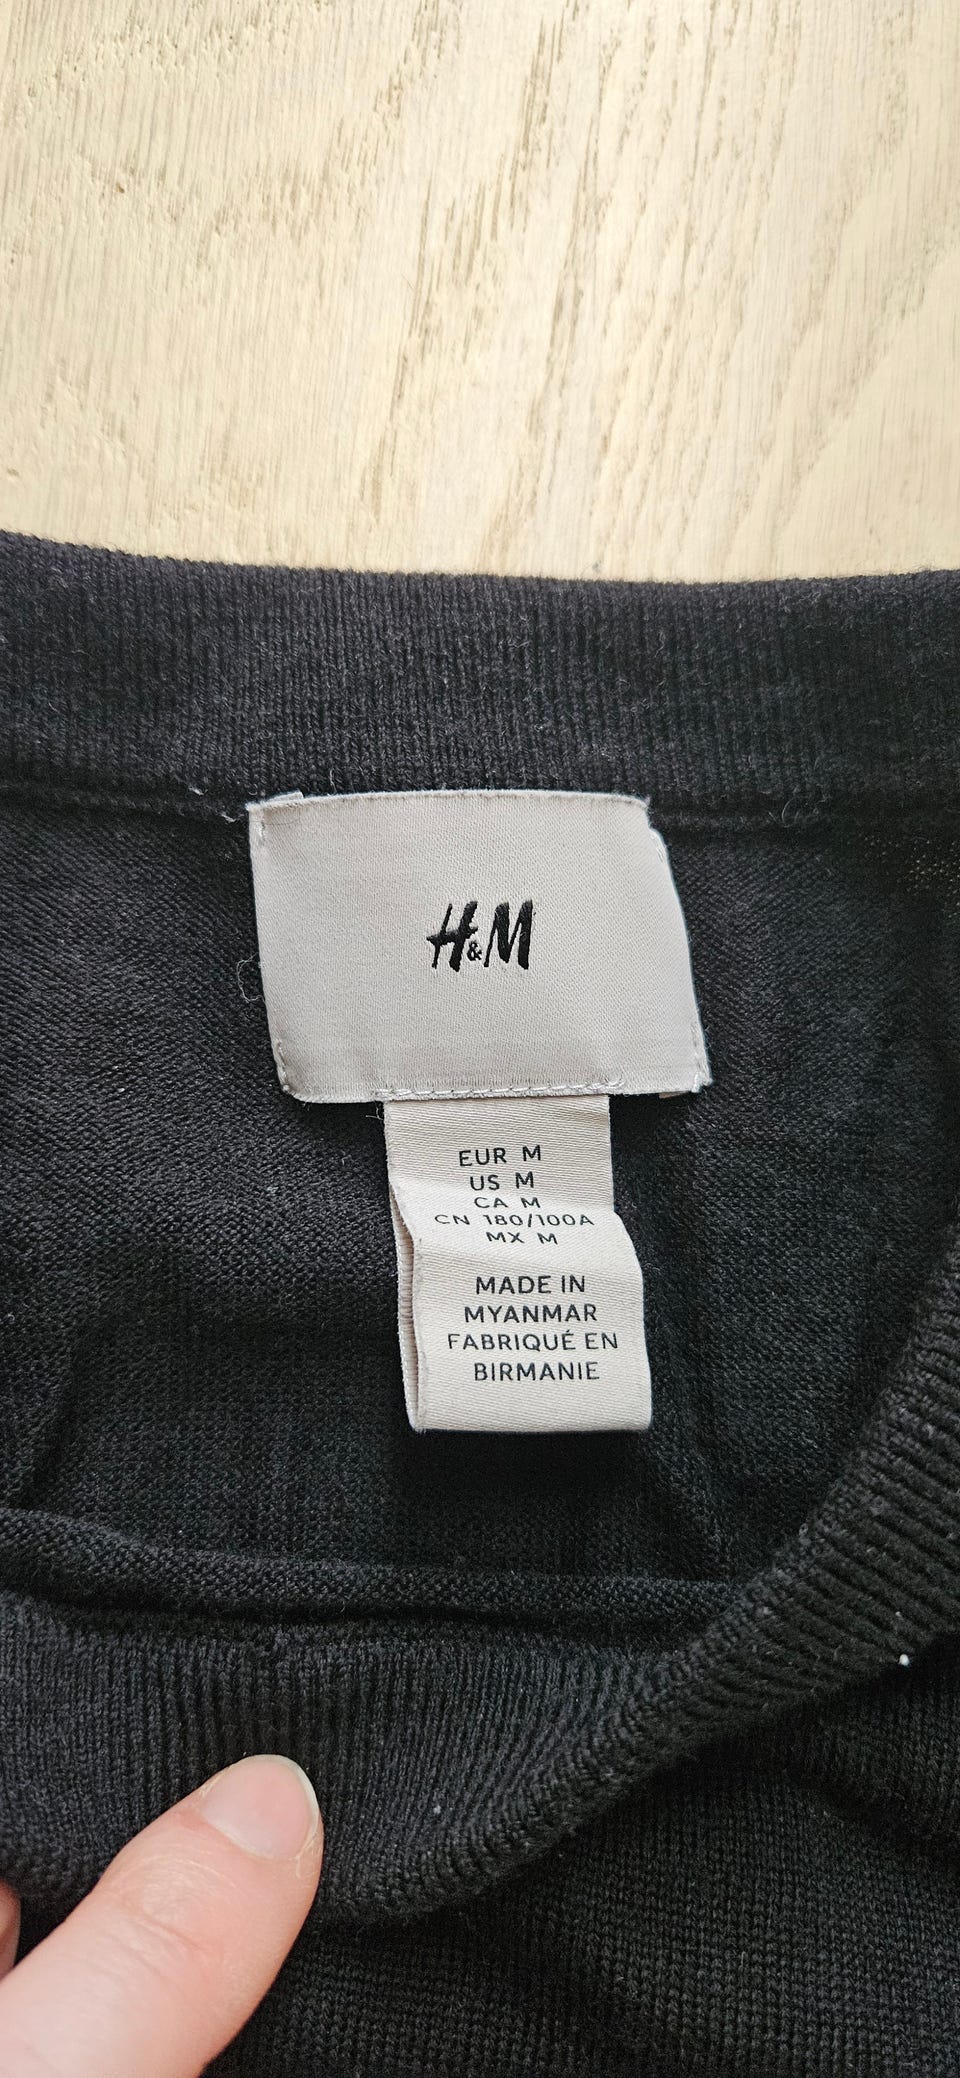 H&M
EUR M
US M
CA M
CN 180/100A
MX M
MADE IN
MYANMAR
FABRIQUÉ EN
BIRMANIE